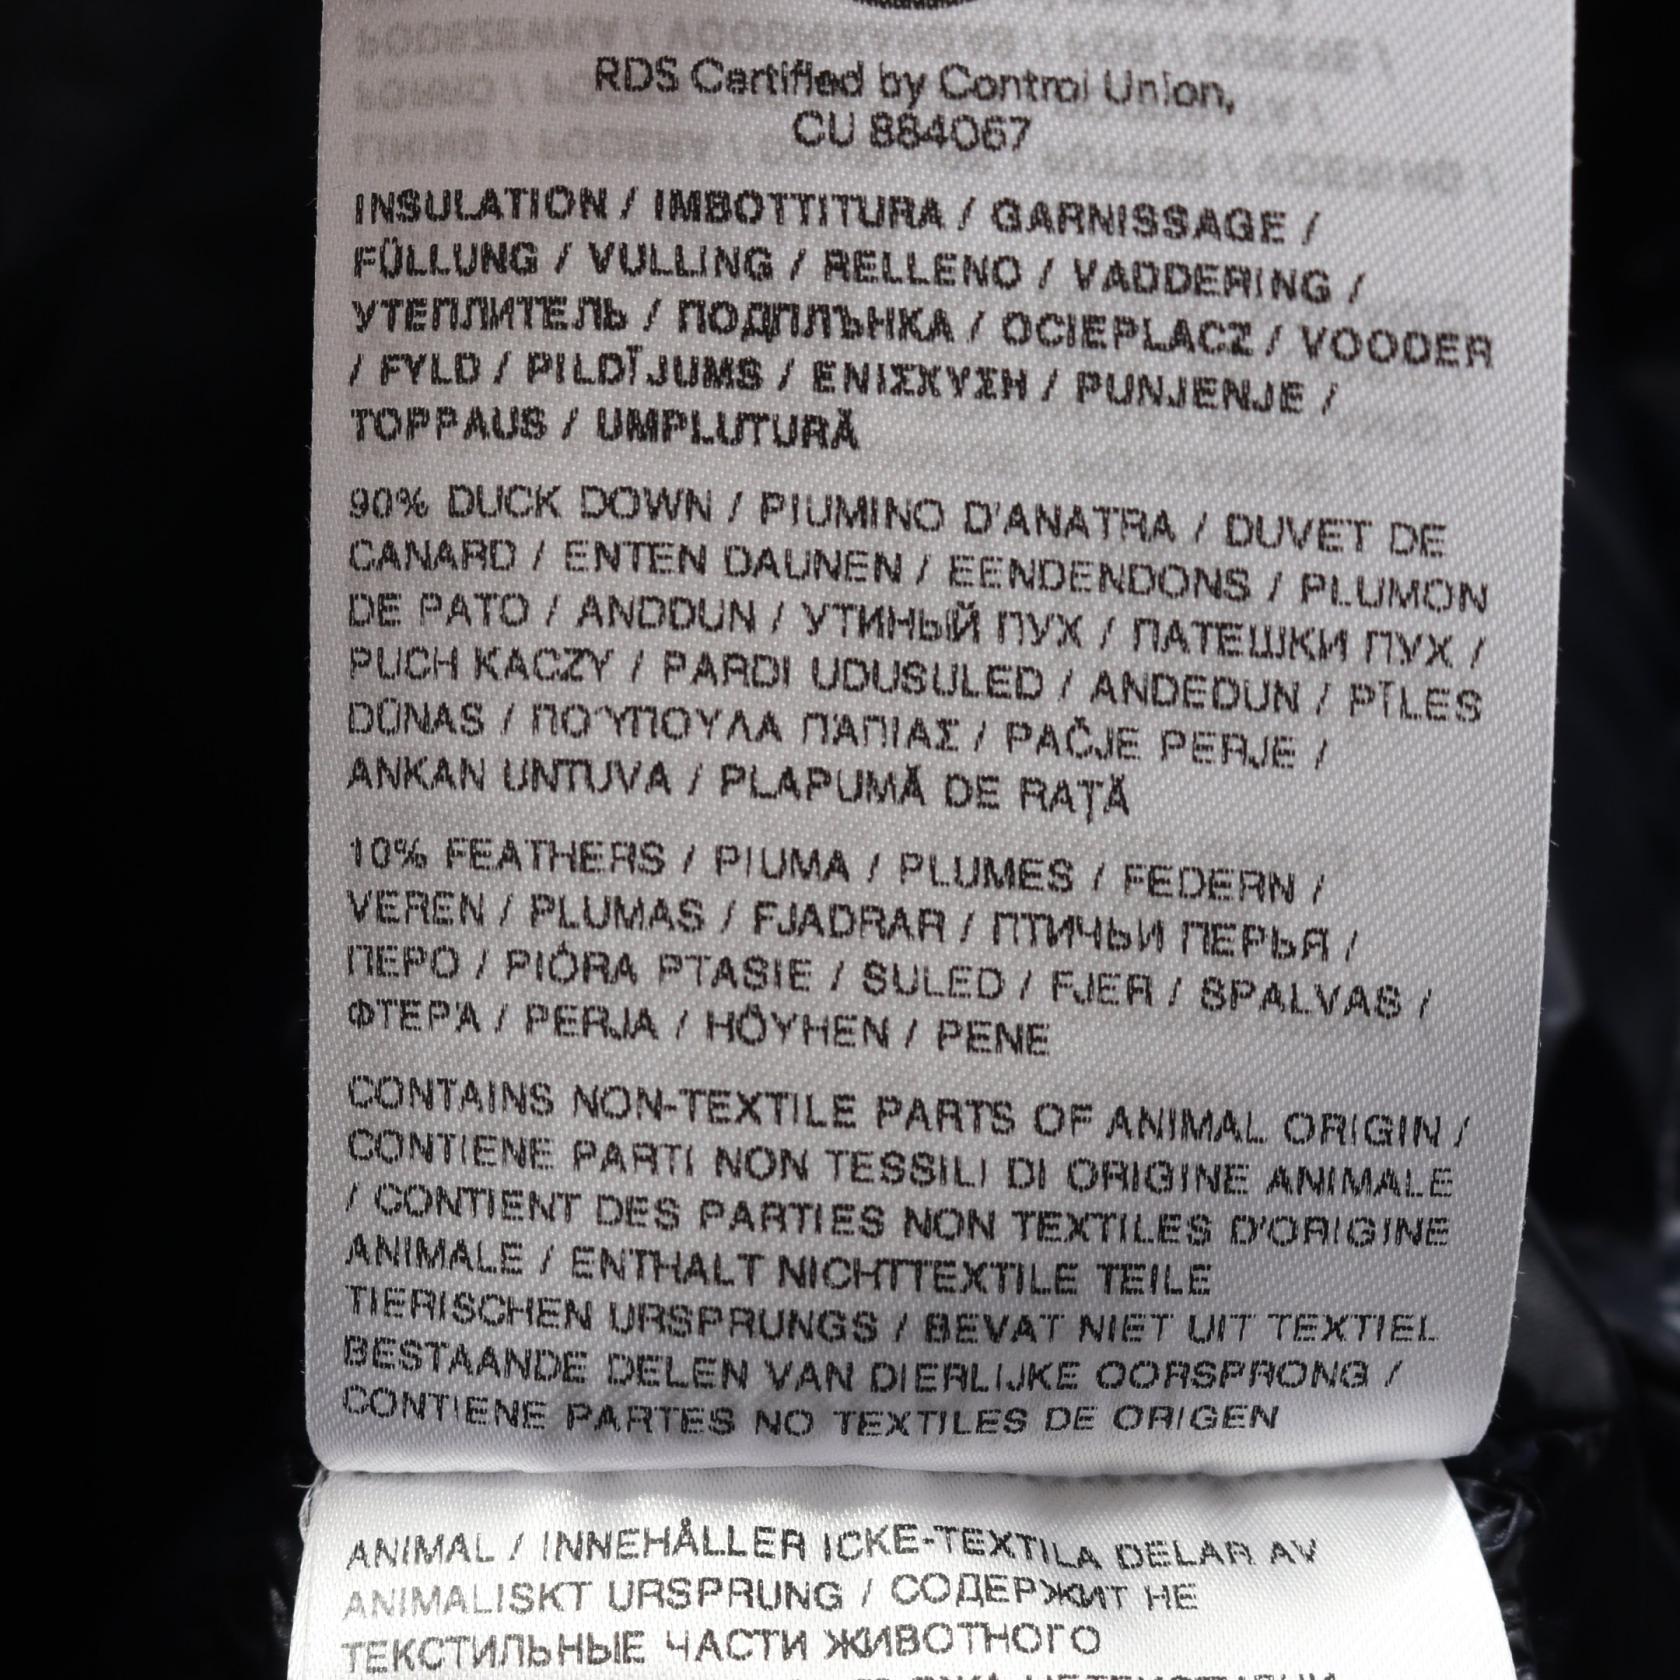 RDS Certified by Control Union,
CU 884067
INSULATION / IMBOTTITURA / GARNISSAGE /
FÜLLUNG / VULLING / RELLENO / VADDERING /
УТЕПЛИТЕЛЬ / ПОДПЛЪНКА / OCIEPLACZ / VOODER
/ FYLD / PILDĪJUMS / ΕΝΙΣΧΥΣΗ / PUNJENJE /
TOPPAUS / UMPLUTURĂ
90% DUCK DOWN / PIUMINO D'ANATRA / DUVET DE
CANARD / ENTEN DAUNEN / EENDENDONS / PLUMON
DE PATO / ANDDUN / УТИНЫЙ ПУХ / ПАТЕШКИ ПУХ /
PUCH KACZY / PARDI UDUSULED / ANDEDUN / PĪLES
DŪNAS / ΠΟΎΠΟΥΛΑ ΠΆΠΙΑΣ / PAČJE PERJE /
ANKAN UNTUVA / PLAPUMĂ DE RAŢĂ
10% FEATHERS / PIUMA / PLUMES / FEDERN /
VEREN / PLUMAS / FJADRAR / ПТИЧЬИ ПЕРЬЯ /
ПЕРО / PIÓRA PTASIE / SULED / FJER / SPALVAS /
ΦΤΕΡΆ / PERJA / HÖYHEN / PENE
CONTAINS NON-TEXTILE PARTS OF ANIMAL ORIGIN /
CONTIENE PARTI NON TESSILI DI ORIGINE ANIMALE
/ CONTIENT DES PARTIES NON TEXTILES D'ORIGINE
ANIMALE / ENTHALT NICHTTEXTILE TEILE
TIERISCHEN URSPRUNGS / BEVAT NIET UIT TEXTIEL
BESTAANDE DELEN VAN DIERLIJKE OORSPRONG /
CONTIENE PARTES NO TEXTILES DE ORIGEN
ANIMAL / INNEHÅLLER ICKE-TEXTILA DELAR AV
ANIMALISKT URSPRUNG / СОДЕРЖИТ НЕ
ТЕКСТИЛЬНЫЕ ЧАСТИ ЖИВОТНОГО